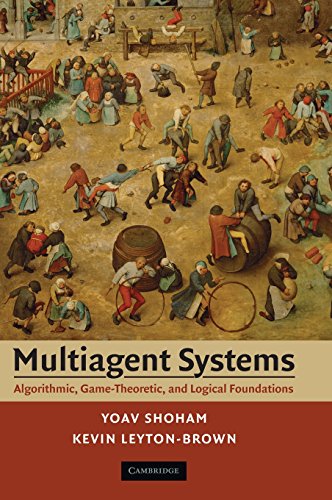 Multiagent Systems
Algorithmic, Game-Theoretic, and Logical Foundations
YOAV SHOHAM
KEVIN LEYTON-BROWN
CAMBRIDGE